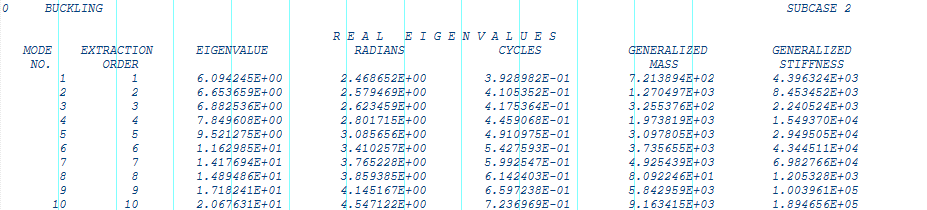 0 BUCKLING SUBCASE 2
R E A L E I G E N V A L U E S
MODE EXTRACTION EIGENVALUE RADIANS CYCLES GENERALIZED GENERALIZED
NO. ORDER MASS STIFFNESS
1 1 6.094245E+00 2.468652E+00 3.928982E-01 7.213894E+02 4.396324E+03
2 2 6.653659E+00 2.579469E+00 4.105352E-01 1.270497E+03 8.453452E+03
3 3 6.882536E+00 2.623459E+00 4.175364E-01 3.255376E+02 2.240524E+03
4 4 7.849608E+00 2.801715E+00 4.459068E-01 1.973819E+03 1.549370E+04
5 5 9.521275E+00 3.085656E+00 4.910975E-01 3.097805E+03 2.949505E+04
6 6 1.162985E+01 3.410257E+00 5.427593E-01 3.735655E+03 4.344511E+04
7 7 1.417694E+01 3.765228E+00 5.992547E-01 4.925439E+03 6.982766E+04
8 8 1.489486E+01 3.859385E+00 6.142403E-01 8.092246E+01 1.205328E+03
9 9 1.718241E+01 4.145167E+00 6.597238E-01 5.842959E+03 1.003961E+05
10 10 2.067631E+01 4.547122E+00 7.236969E-01 9.163415E+03 1.894656E+05